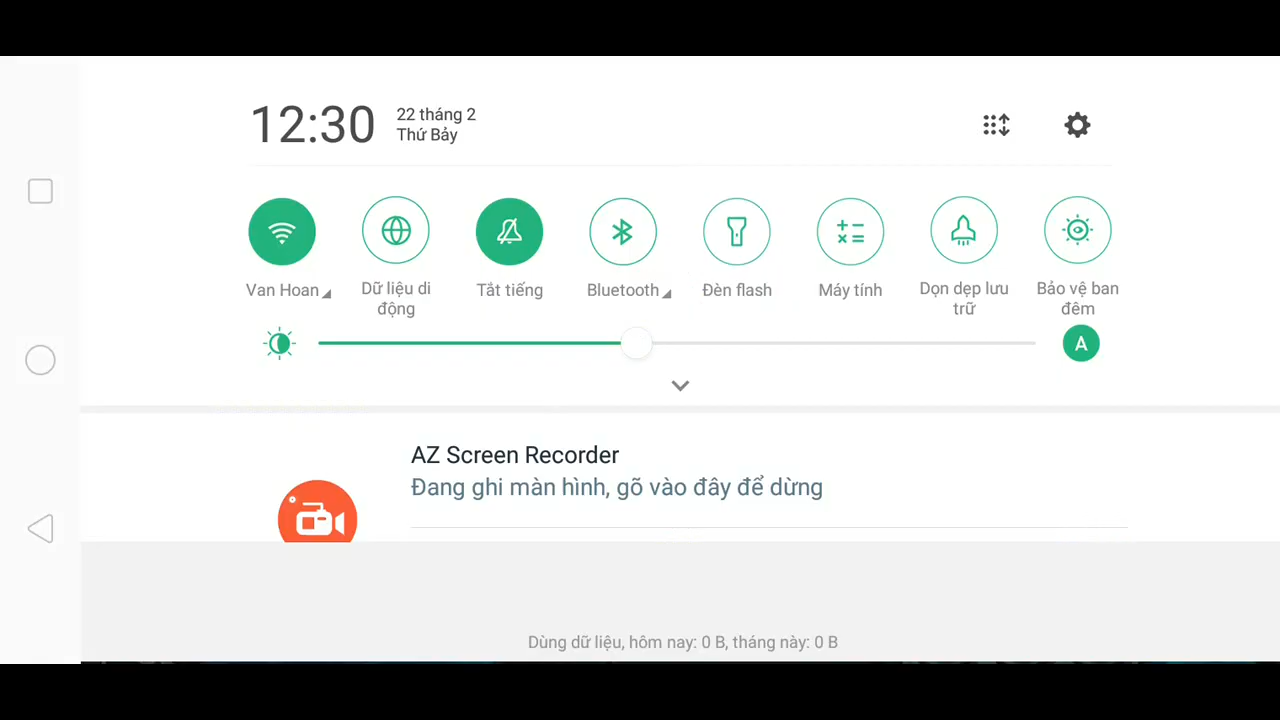 12:30
22 tháng 2
Thứ Bảy
Van Hoan
Dữ liệu di
động
Tắt tiếng
Bluetooth
Đèn flash
Máy tính
Dọn dẹp lưu
trữ
Bảo vệ ban
đêm
A
AZ Screen Recorder
Đang ghi màn hình, gõ vào đây để dừng
Dùng dữ liệu, hôm nay: 0 B, tháng này: 0 B